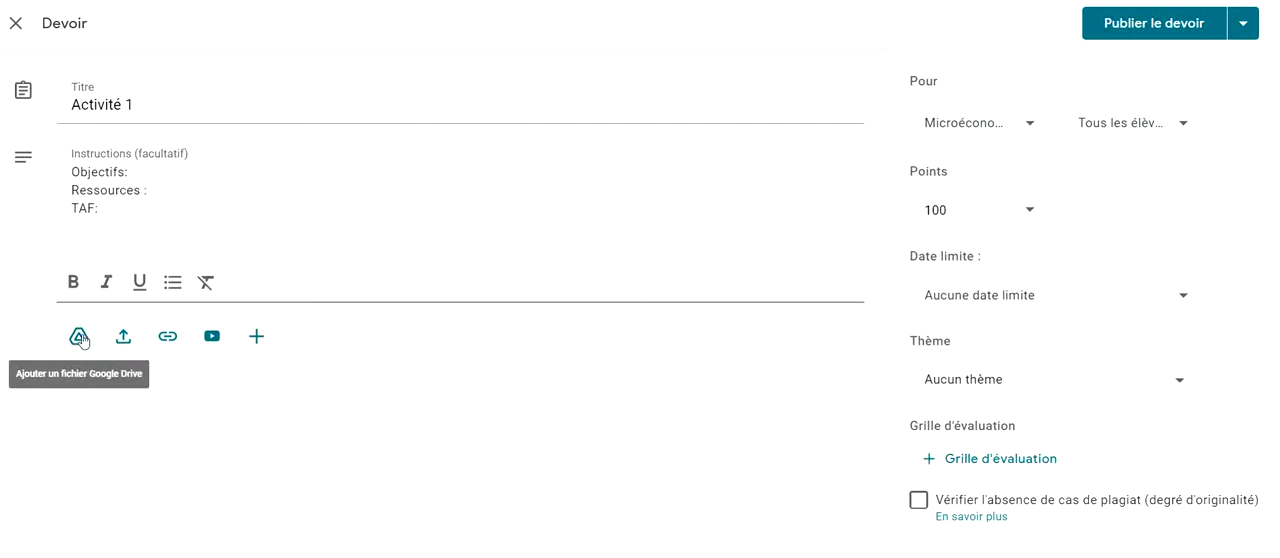 Devoir
Publier le devoir
Titre
Activité 1
Instructions (facultatif)
Objectifs:
Ressources :
TAF:
B I U
Ajouter un fichier Google Drive
Pour
Microécono... Tous les élèv...
Points
100
Date limite :
Aucune date limite
Thème
Aucun thème
Grille d'évaluation
+ Grille d'évaluation
Vérifier l'absence de cas de plagiat (degré d'originalité)
En savoir plus